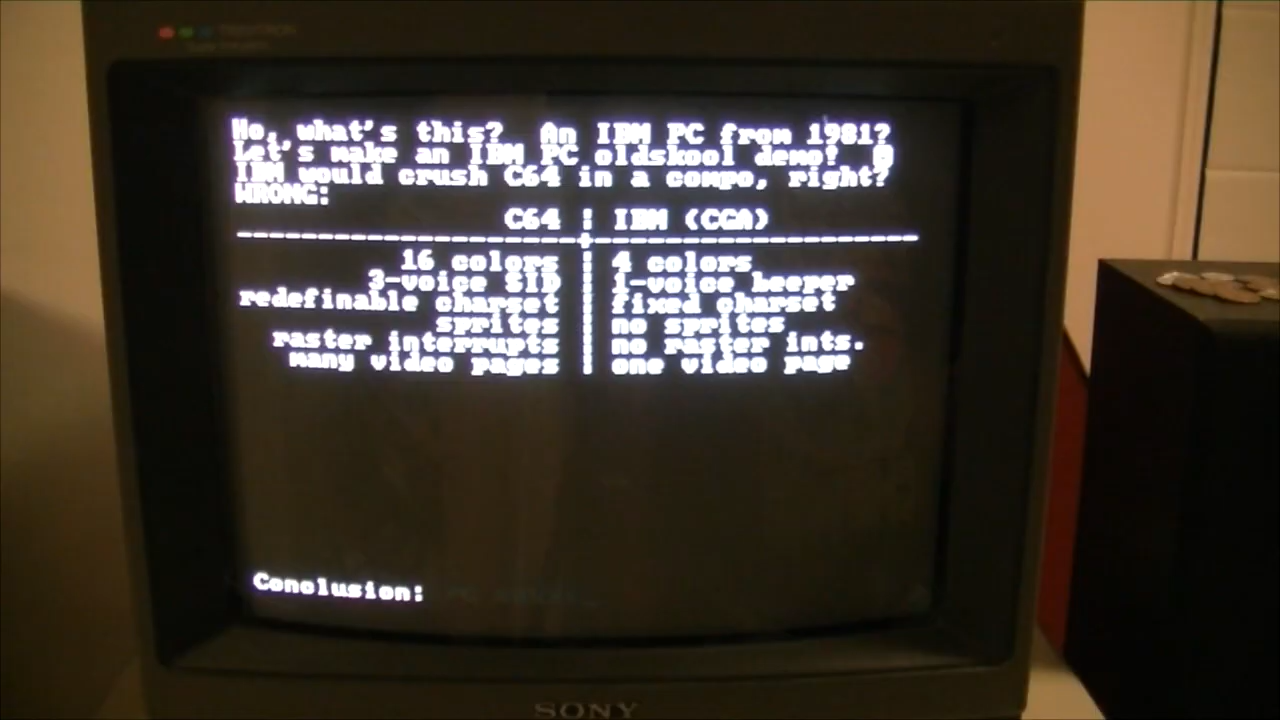 Ho, what's this?  An IBM PC from 1981?
Let's make an IBM PC oldskool demo!
IBM would crush C64 in a compo, right?
WRONG:
C64 | IBM (CGA)
16 colors | 4 colors
3-voice SID | 1-voice beeper
redefinable charset | fixed charset
sprites | no sprites
raster interrupts | no raster ints.
many video pages | one video page
Conclusion:
SONY